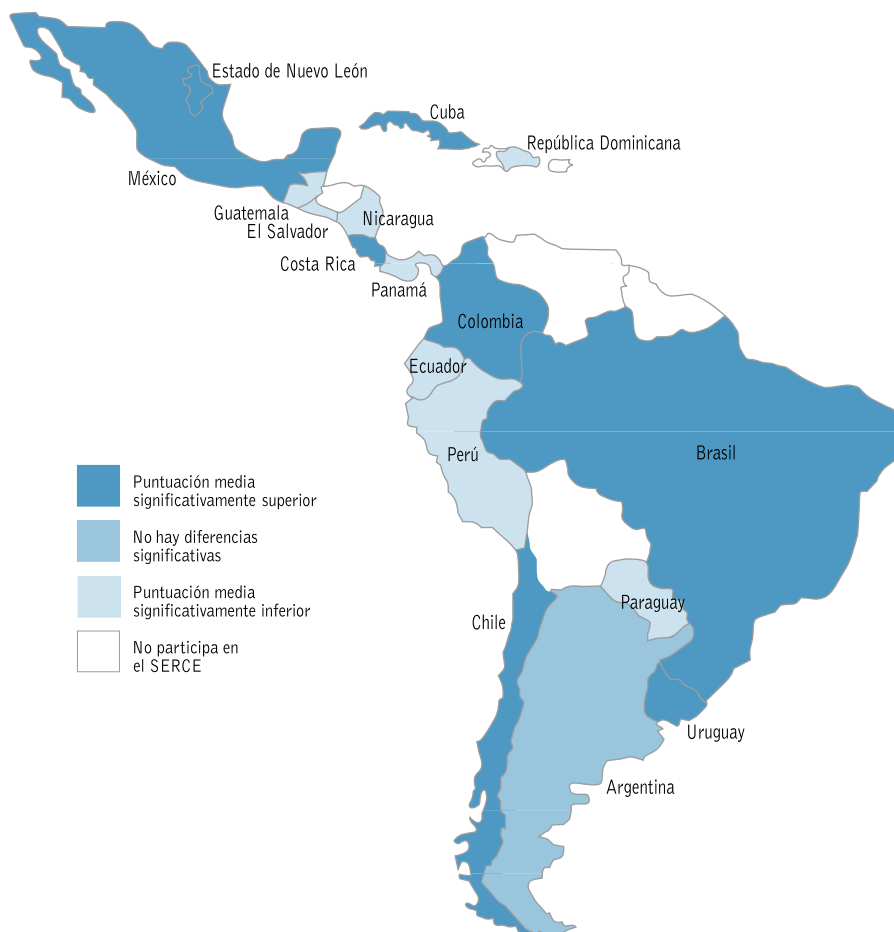 Estado de Nuevo León
Cuba
República Dominicana
México
Guatemala
Nicaragua
El Salvador
Costa Rica
Panamá
Colombia
Ecuador
Perú
Brasil
Puntuación media
significativamente superior
No hay diferencias
significativas
Puntuación media
significativamente inferior
No participa en
el SERCE
Paraguay
Chile
Uruguay
Argentina